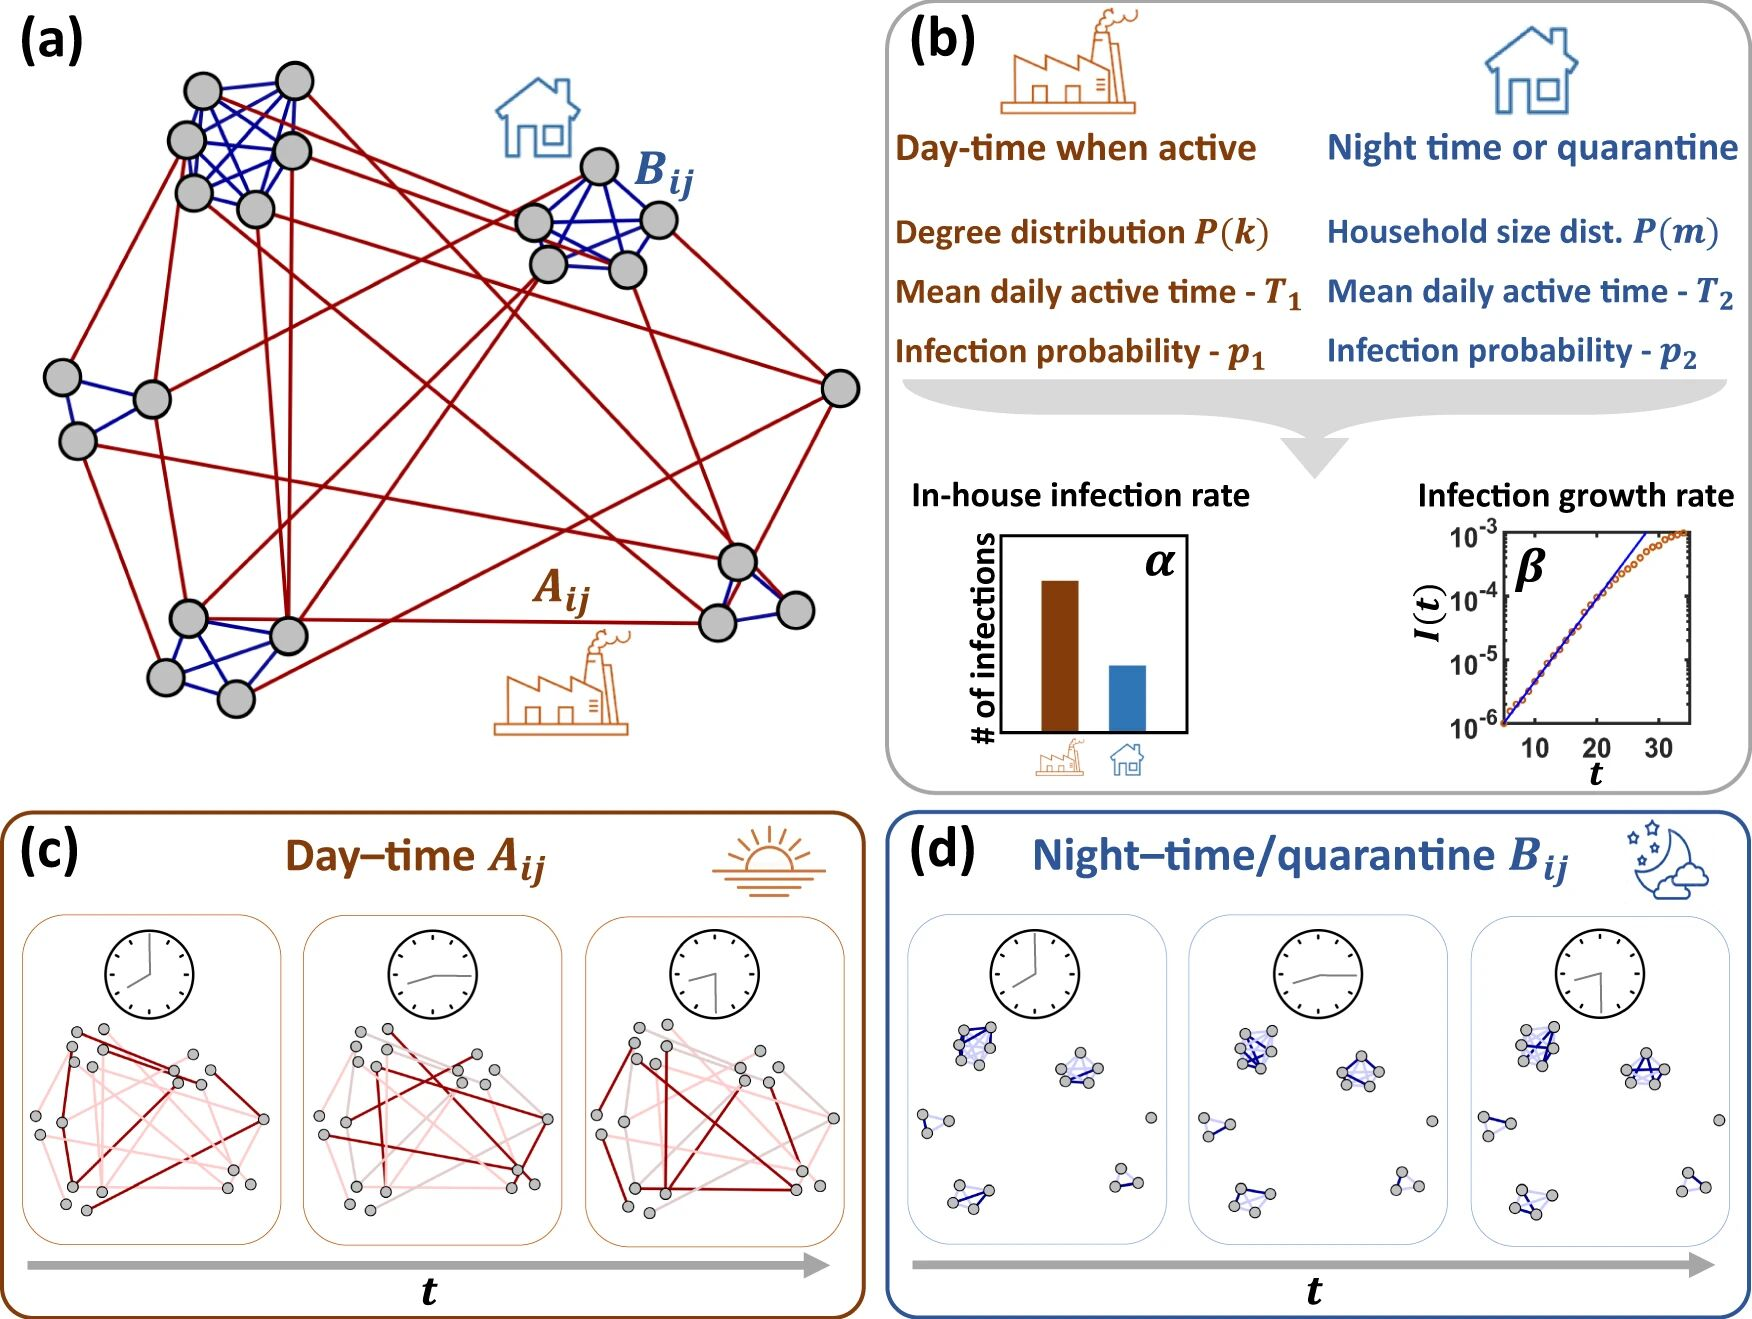 (a)
B_ij
A_ij
(b)
Day-time when active
Night time or quarantine
Degree distribution P(k)
Household size dist. P(m)
Mean daily active time - T_1
Mean daily active time - T_2
Infection probability - p_1
Infection probability - p_2
In-house infection rate
# of infections
α
Infection growth rate
I(t)
10^-3
10^-4
10^-5
10^-6
β
10 20 30
t
(c)
Day–time A_ij
t
(d)
Night–time/quarantine B_ij
t